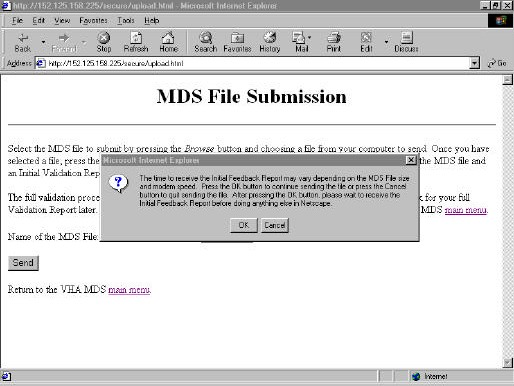 http://152.125.158.225/secure/upload.html - Microsoft Internet Explorer
File Edit View Favorites Tools Help
Back Forward Stop Refresh Home Search Favorites History Mail Print Edit Discuss
Address http://152.125.158.225/secure/upload.html Go
MDS File Submission
Select the MDS file to submit by pressing the Browse button and choosing a file from your computer to send. Once you have
selected a file, press the the MDS file and
Microsoft Internet Explorer
an Initial Feedback Rep
The time to receive the Initial Feedback Report may vary depending on the MDS File size
and modem speed. Press the OK button to continue sending the file or press the Cancel
button to quit sending the file. After pressing the OK button, please wait to receive the
Initial Feedback Report before doing anything else in Netscape.
OK Cancel
The full validation proce for your full
Validation Report later. MDS main menu.
Name of the MDS File:
Send
Return to the VHA MDS main menu.
Internet